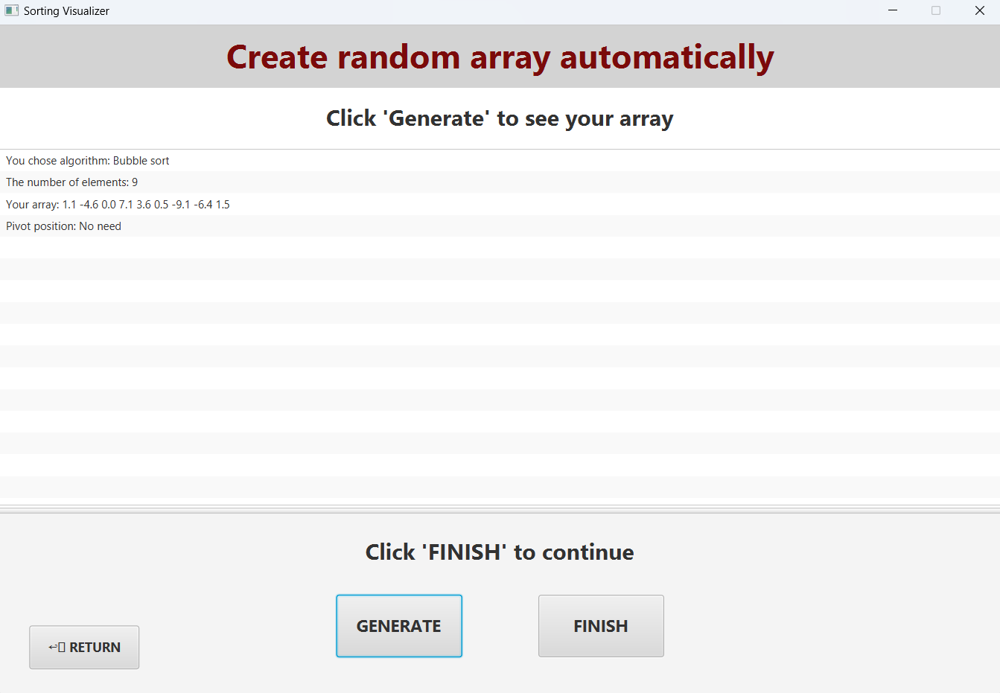 Sorting Visualizer
Create random array automatically
Click 'Generate' to see your array
You chose algorithm: Bubble sort
The number of elements: 9
Your array: 1.1 -4.6 0.0 7.1 3.6 0.5 -9.1 -6.4 1.5
Pivot position: No need
Click 'FINISH' to continue
GENERATE
FINISH
↩ RETURN